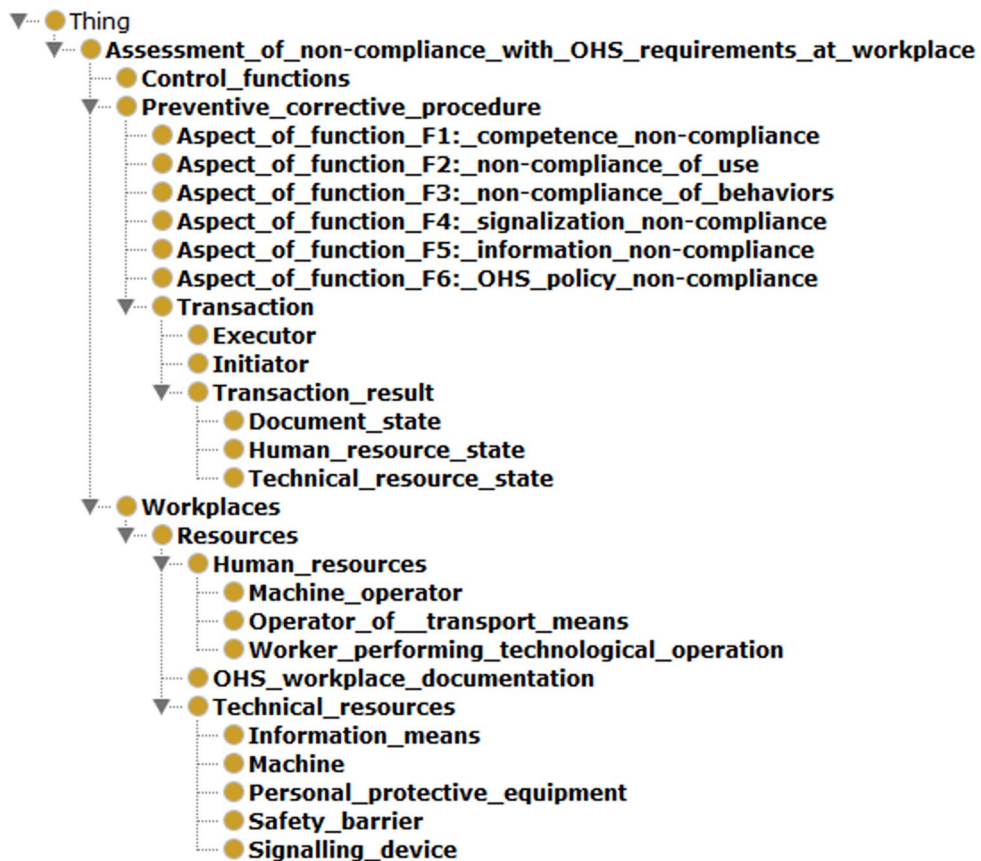 Thing
Assessment_of_non-compliance_with_OHS_requirements_at_workplace
Control_functions
Preventive_corrective_procedure
Aspect_of_function_F1:_competence_non-compliance
Aspect_of_function_F2:_non-compliance_of_use
Aspect_of_function_F3:_non-compliance_of_behaviors
Aspect_of_function_F4:_signalization_non-compliance
Aspect_of_function_F5:_information_non-compliance
Aspect_of_function_F6:_OHS_policy_non-compliance
Transaction
Executor
Initiator
Transaction_result
Document_state
Human_resource_state
Technical_resource_state
Workplaces
Resources
Human_resources
Machine_operator
Operator_of__transport_means
Worker_performing_technological_operation
OHS_workplace_documentation
Technical_resources
Information_means
Machine
Personal_protective_equipment
Safety_barrier
Signalling_device